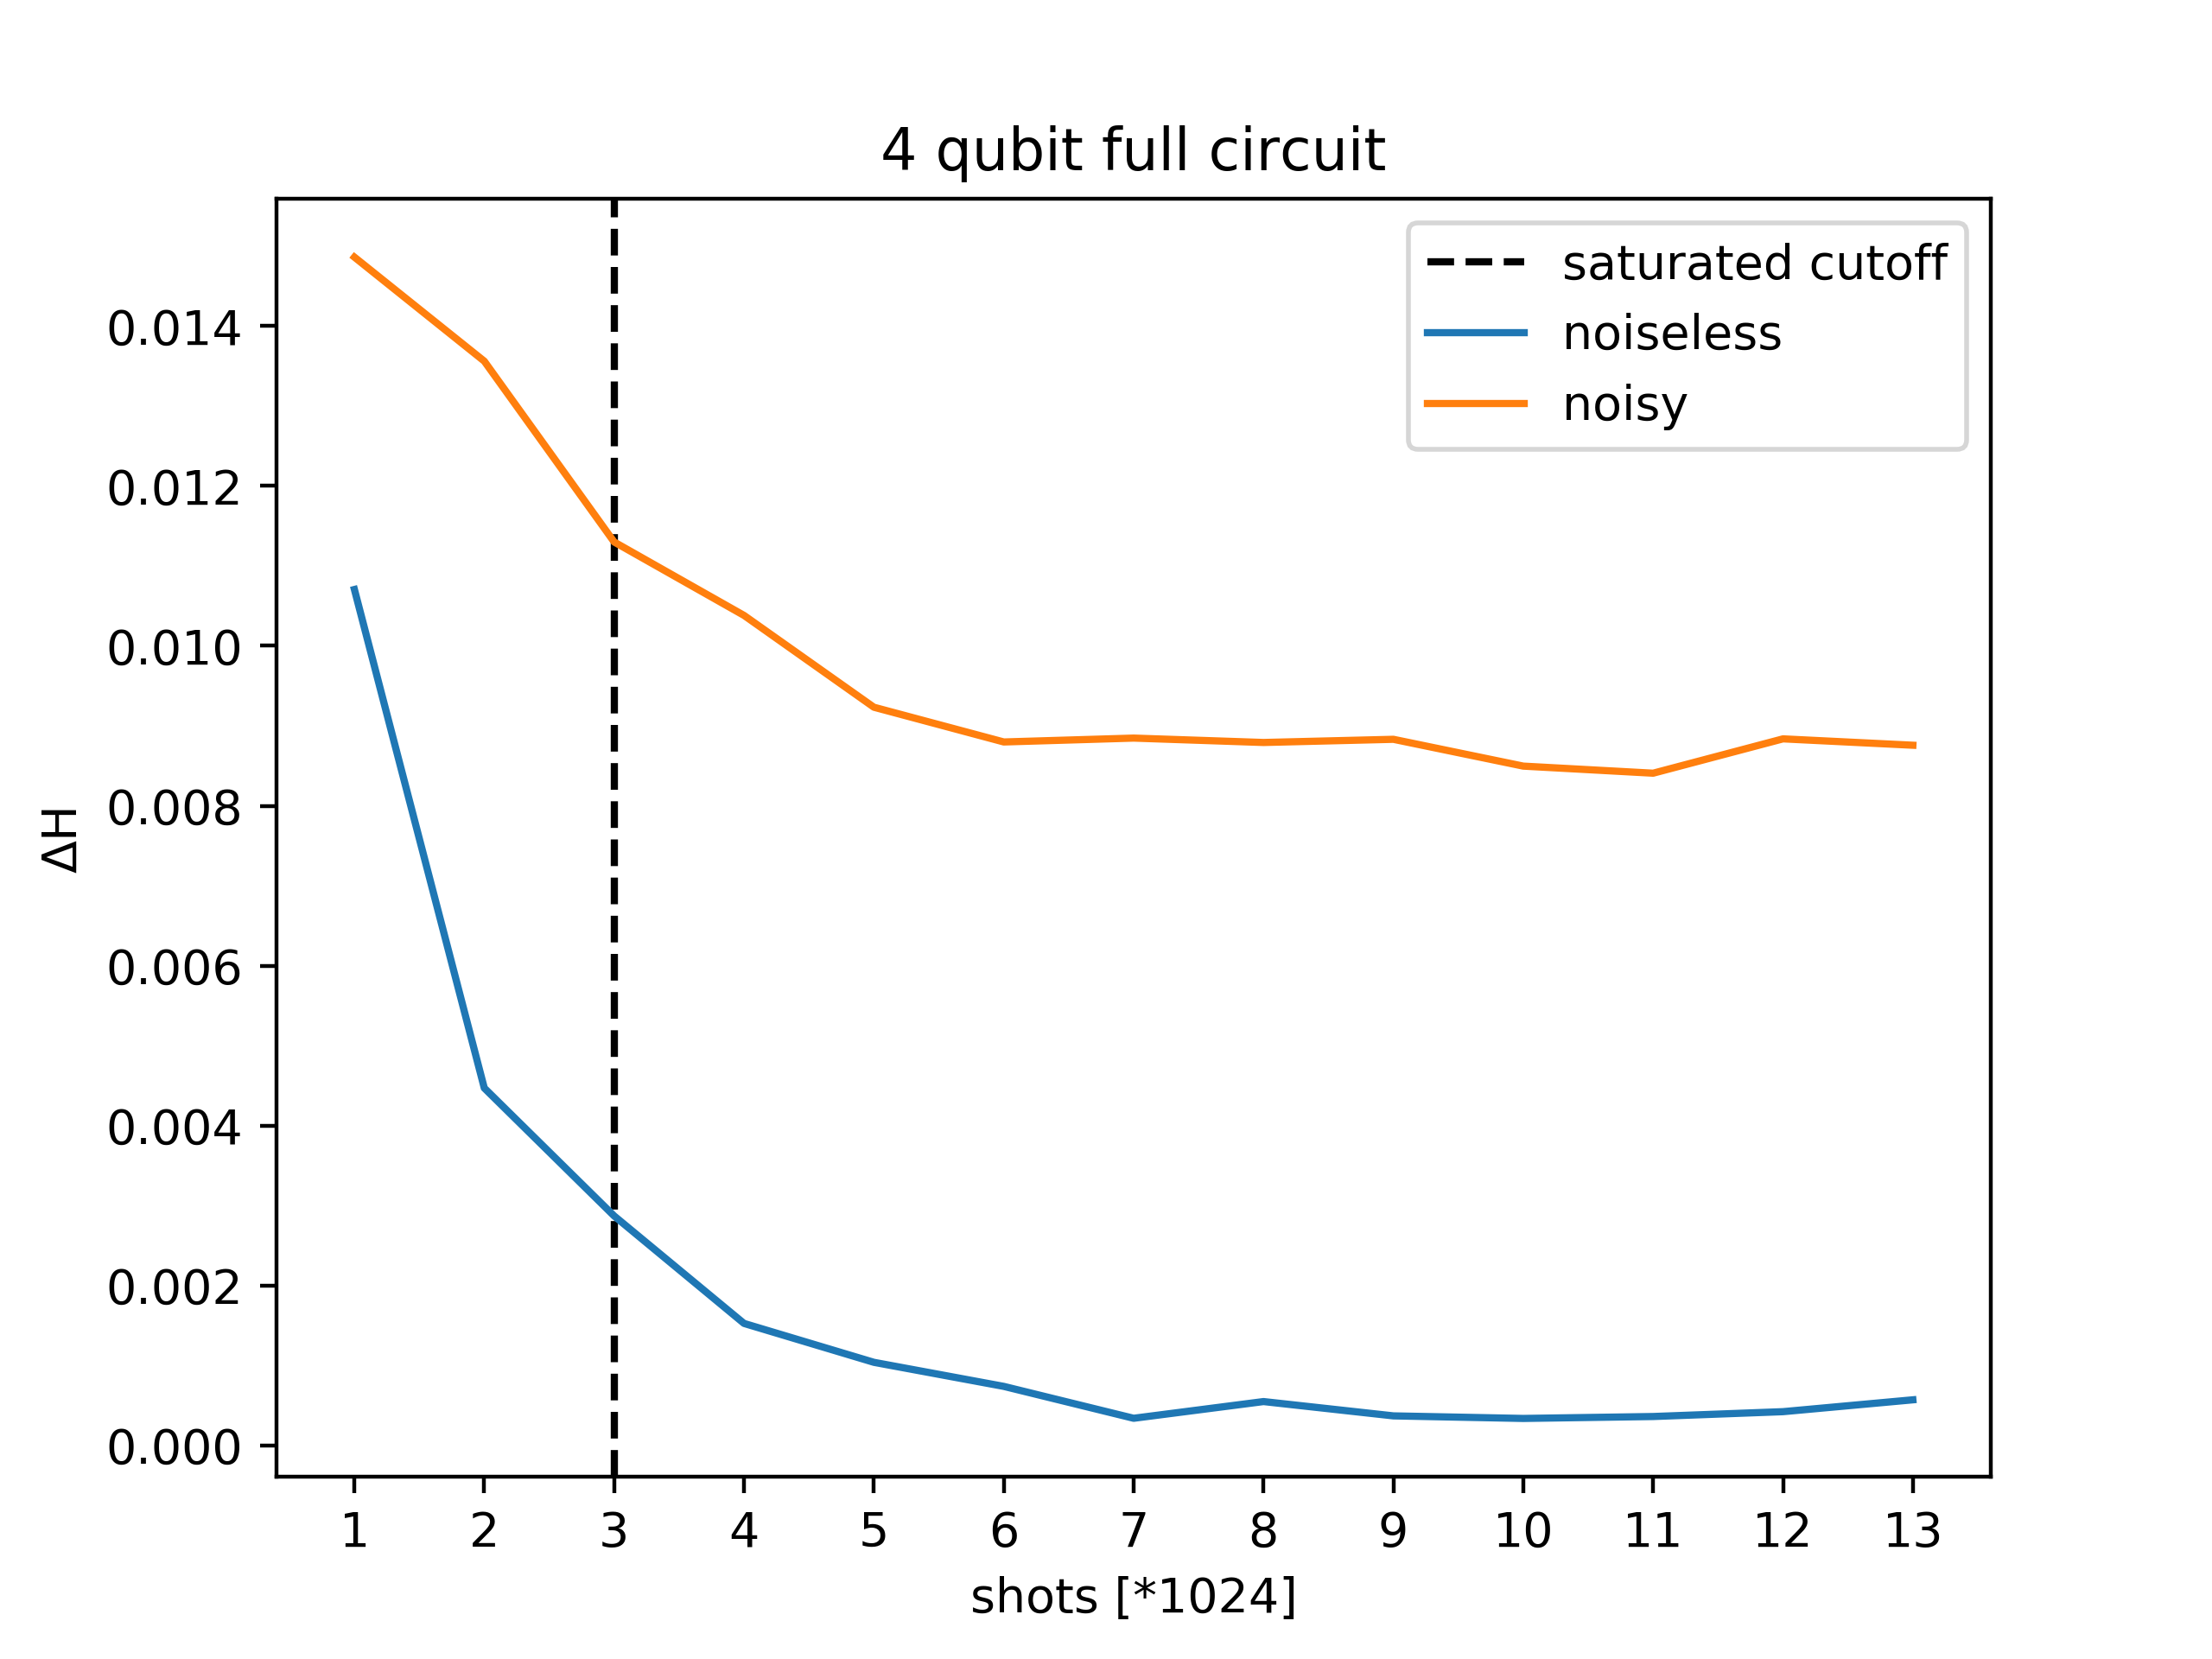 4 qubit full circuit
saturated cutoff
noiseless
noisy
0.014
0.012
0.010
0.008
0.006
0.004
0.002
0.000
ΔH
1 2 3 4 5 6 7 8 9 10 11 12 13
shots [*1024]